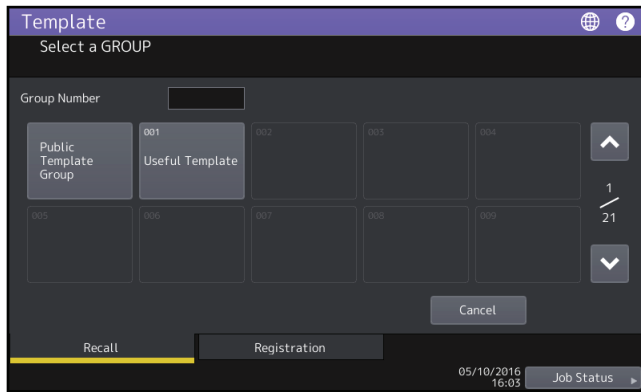 Template
Select a GROUP
Group Number
Public
Template
Group
001
Useful Template
002
003
004
005
006
007
008
009
1
21
Cancel
Recall
Registration
05/10/2016
16:03
Job Status